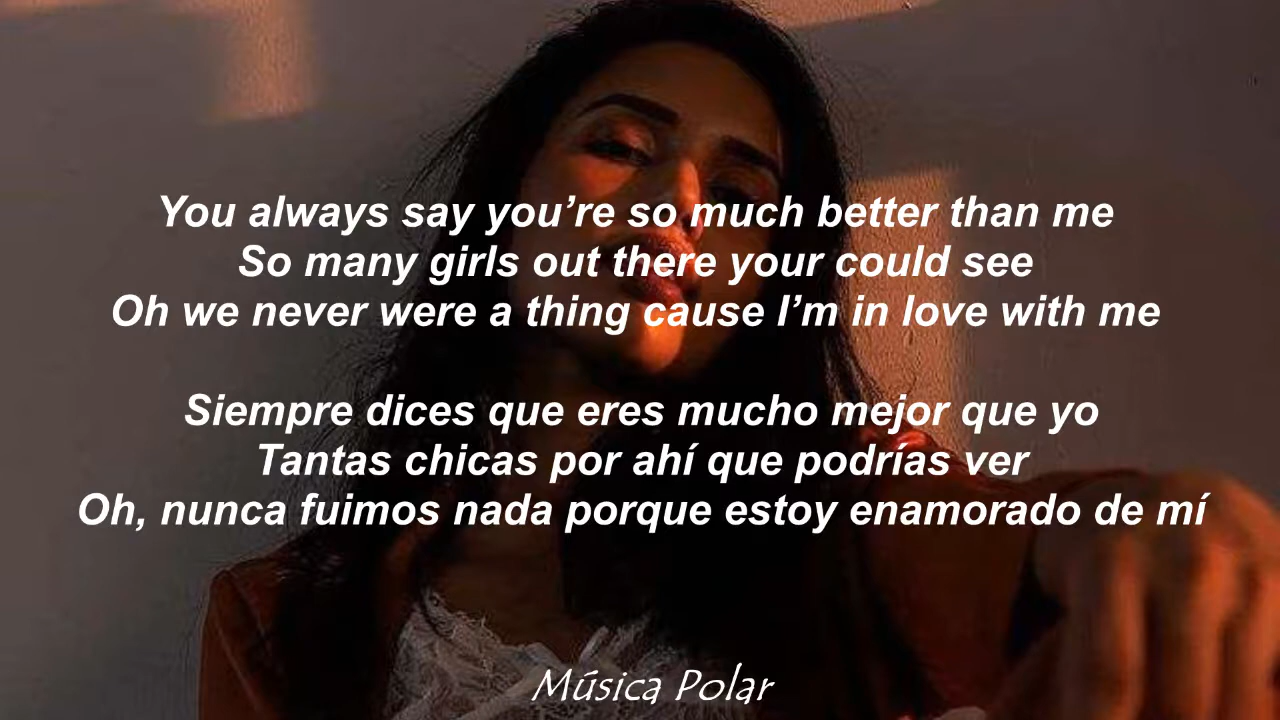 You always say you’re so much better than me
So many girls out there your could see
Oh we never were a thing cause I’m in love with me
Siempre dices que eres mucho mejor que yo
Tantas chicas por ahí que podrías ver
Oh, nunca fuimos nada porque estoy enamorado de mí
Música Polar